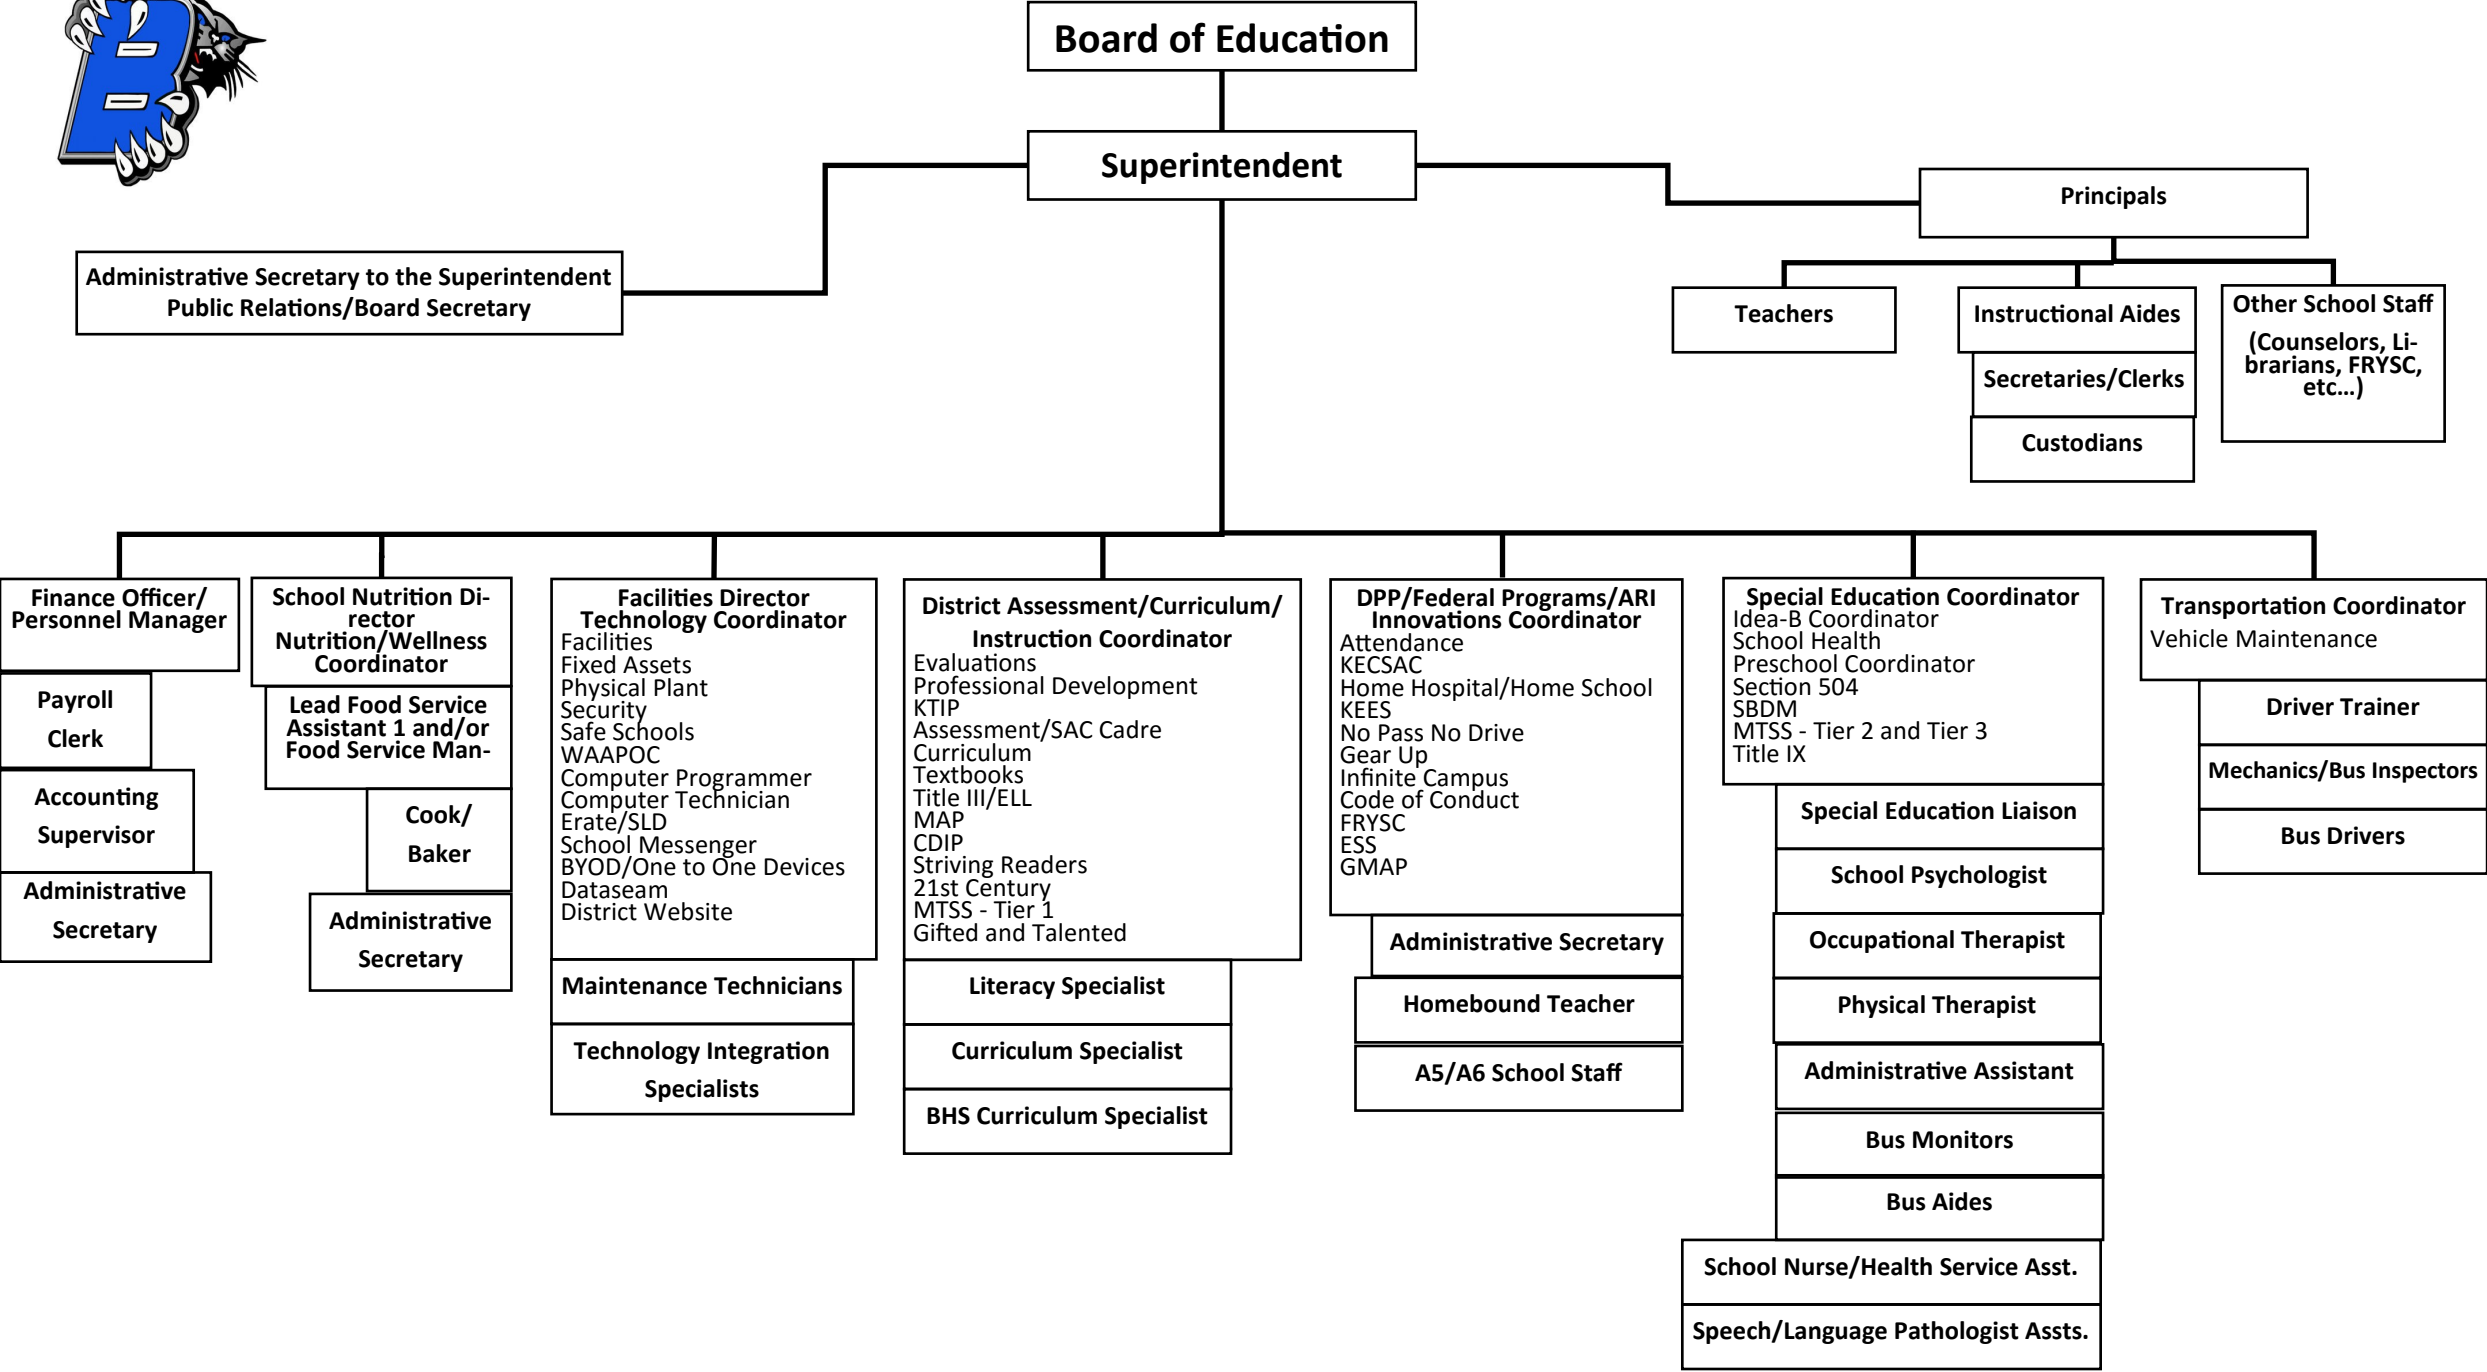 B
Board of Education
Superintendent
Principals
Administrative Secretary to the Superintendent
Public Relations/Board Secretary
Teachers
Instructional Aides
Secretaries/Clerks
Custodians
Other School Staff
(Counselors, Li-
brarians, FRYSC,
etc...)
Finance Officer/
Personnel Manager
Payroll
Clerk
Accounting
Supervisor
Administrative
Secretary
School Nutrition Di-
rector
Nutrition/Wellness
Coordinator
Lead Food Service
Assistant 1 and/or
Food Service Man-
Cook/
Baker
Administrative
Secretary
Facilities Director
Technology Coordinator
Facilities
Fixed Assets
Physical Plant
Security
Safe Schools
WAAPOC
Computer Programmer
Computer Technician
Erate/SLD
School Messenger
BYOD/One to One Devices
Dataseam
District Website
Maintenance Technicians
Technology Integration
Specialists
District Assessment/Curriculum/
Instruction Coordinator
Evaluations
Professional Development
KTIP
Assessment/SAC Cadre
Curriculum
Textbooks
Title III/ELL
MAP
CDIP
Striving Readers
21st Century
MTSS - Tier 1
Gifted and Talented
Literacy Specialist
Curriculum Specialist
BHS Curriculum Specialist
DPP/Federal Programs/ARI
Innovations Coordinator
Attendance
KECSAC
Home Hospital/Home School
KEES
No Pass No Drive
Gear Up
Infinite Campus
Code of Conduct
FRYSC
ESS
GMAP
Administrative Secretary
Homebound Teacher
A5/A6 School Staff
Special Education Coordinator
Idea-B Coordinator
School Health
Preschool Coordinator
Section 504
SBDM
MTSS - Tier 2 and Tier 3
Title IX
Special Education Liaison
School Psychologist
Occupational Therapist
Physical Therapist
Administrative Assistant
Bus Monitors
Bus Aides
School Nurse/Health Service Asst.
Speech/Language Pathologist Assts.
Transportation Coordinator
Vehicle Maintenance
Driver Trainer
Mechanics/Bus Inspectors
Bus Drivers